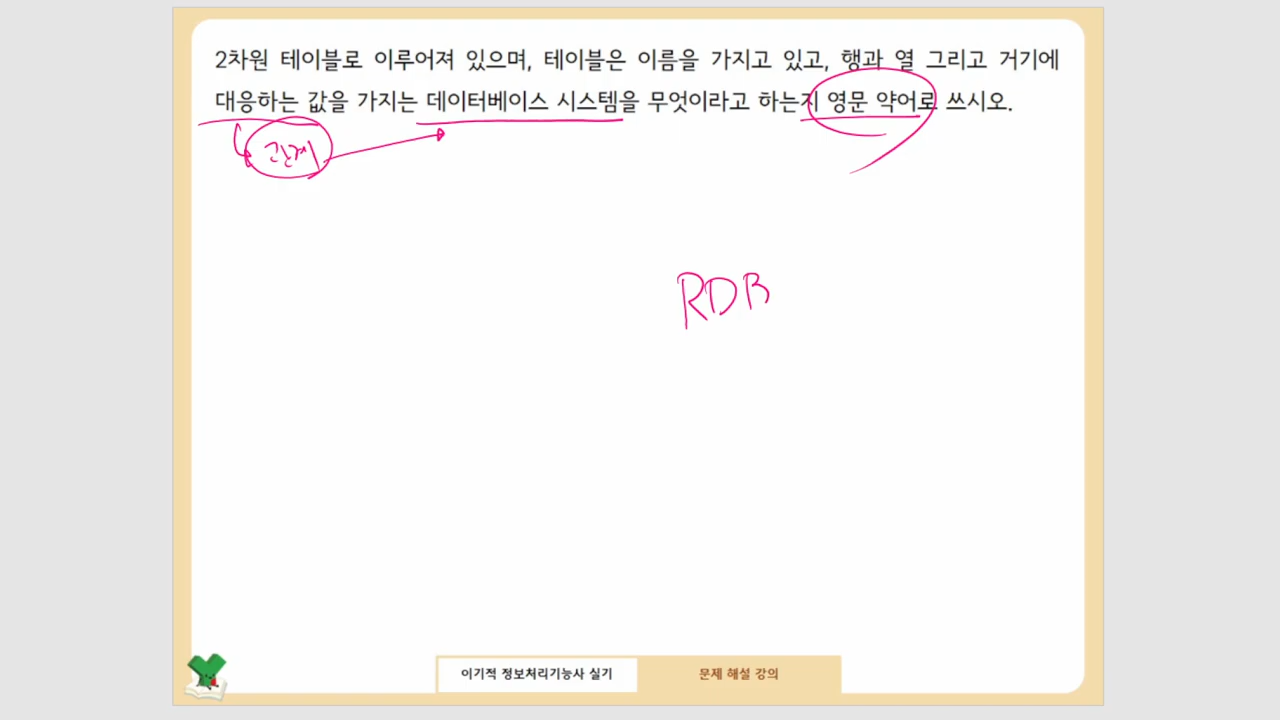 2차원 테이블로 이루어져 있으며, 테이블은 이름을 가지고 있고, 행과 열 그리고 거기에
대응하는 값을 가지는 데이터베이스 시스템을 무엇이라고 하는지 영문 약어로 쓰시오.
관계
RDB
이기적 정보처리기능사 실기
문제 해설 강의